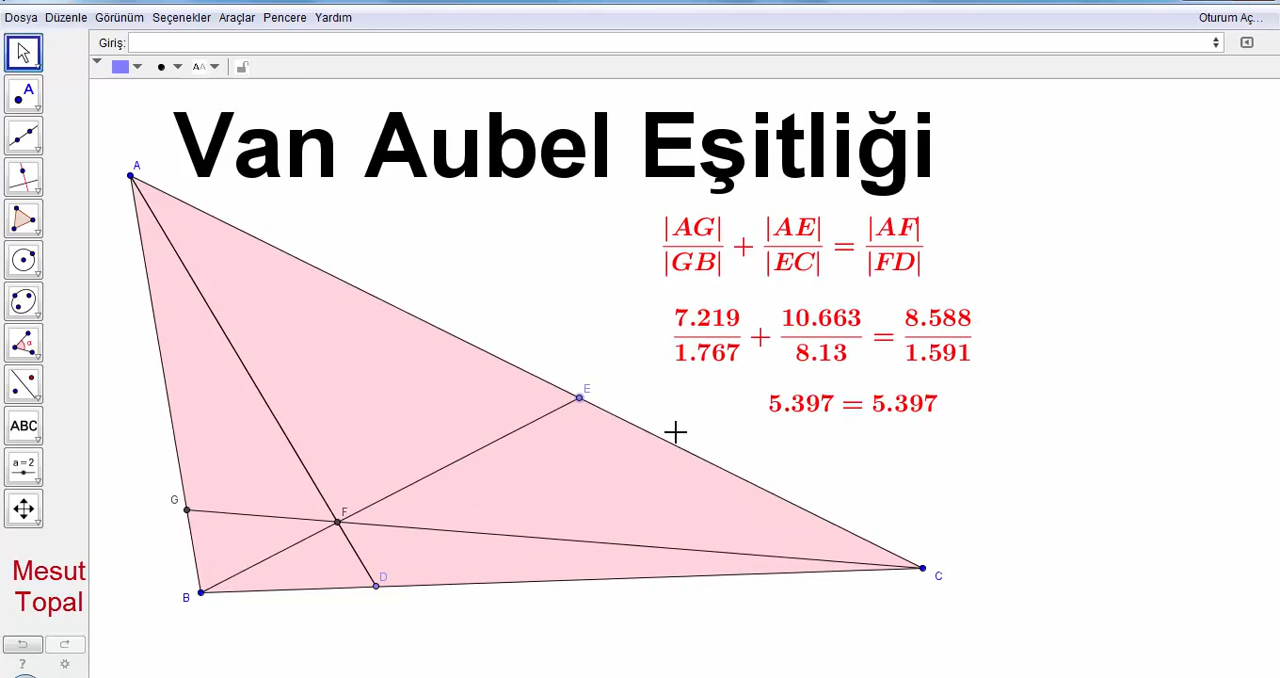 Dosya Düzenle Görünüm Seçenekler Araçlar Pencere Yardım
Oturum Aç...
Giriş:
AA
Van Aubel Eşitliği
A
|AG|/|GB| + |AE|/|EC| = |AF|/|FD|
7.219/1.767 + 10.663/8.13 = 8.588/1.591
5.397 = 5.397
E
G
F
D
B
C
A
α
ABC
a=2
Mesut
Topal
?